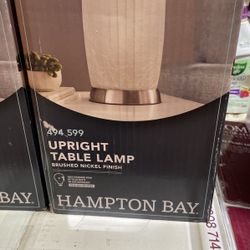 494 599
UPRIGHT
TABLE LAMP
BRUSHED NICKEL FINISH
HAMPTON BAY
BAY